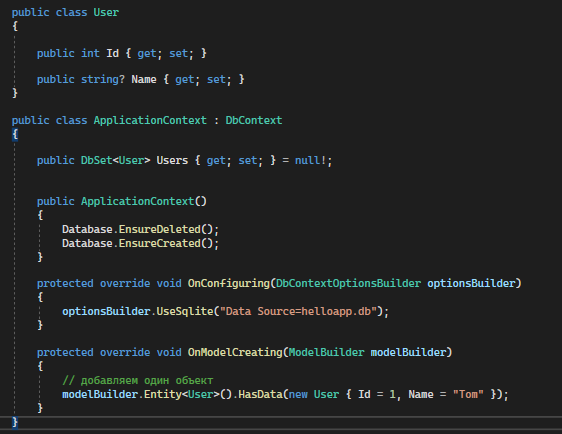 public class User
{
public int Id { get; set; }
public string? Name { get; set; }
}
public class ApplicationContext : DbContext
{
public DbSet<User> Users { get; set; } = null!;
public ApplicationContext()
{
Database.EnsureDeleted();
Database.EnsureCreated();
}
protected override void OnConfiguring(DbContextOptionsBuilder optionsBuilder)
{
optionsBuilder.UseSqlite("Data Source=helloapp.db");
}
protected override void OnModelCreating(ModelBuilder modelBuilder)
{
// добавляем один объект
modelBuilder.Entity<User>().HasData(new User { Id = 1, Name = "Tom" });
}
}